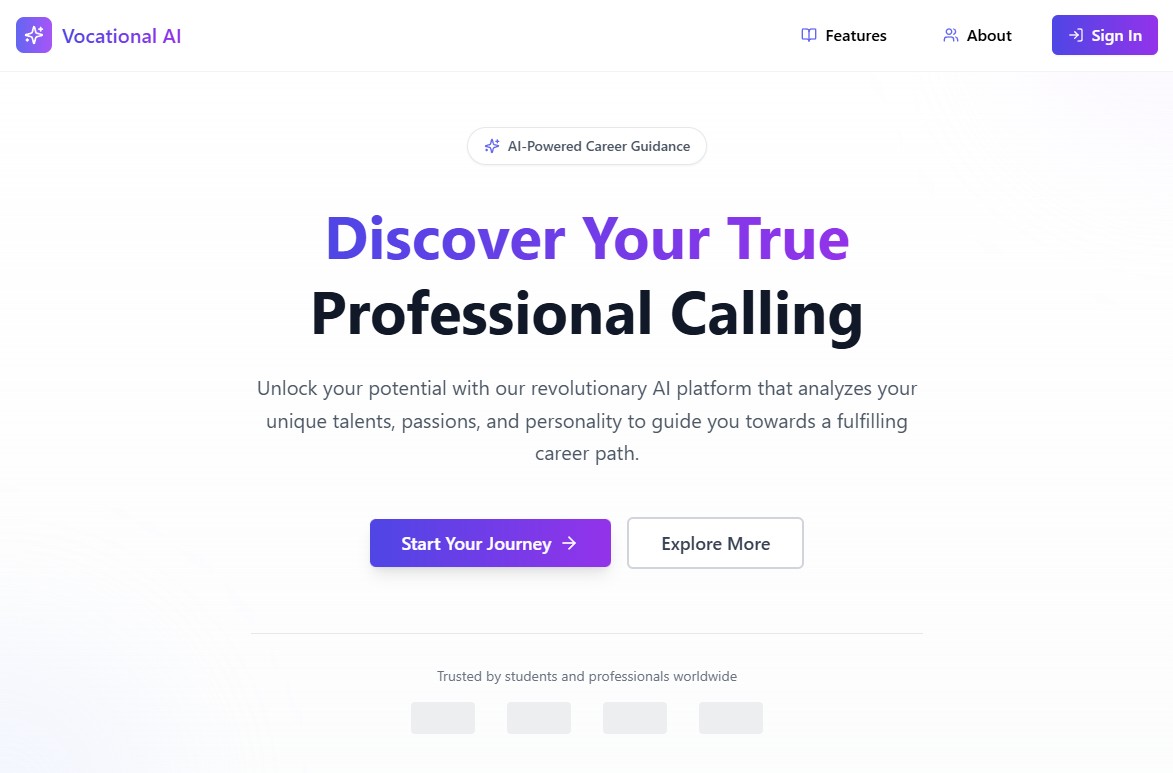 Vocational AI
Features
About
Sign In
AI-Powered Career Guidance
Discover Your True
Professional Calling
Unlock your potential with our revolutionary AI platform that analyzes your
unique talents, passions, and personality to guide you towards a fulfilling
career path.
Start Your Journey
Explore More
Trusted by students and professionals worldwide